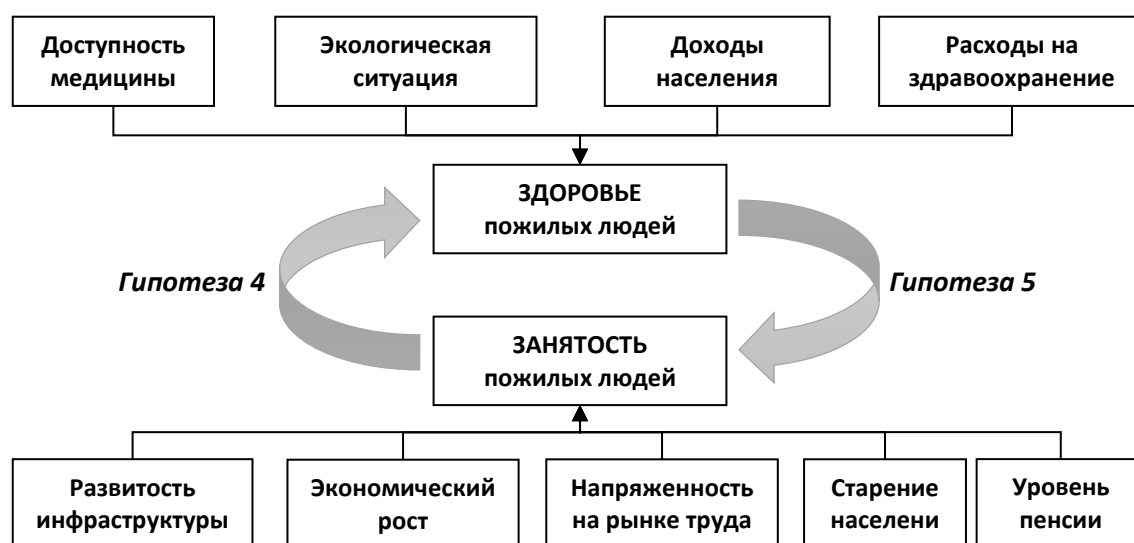 Доступность
медицины
Экологическая
ситуация
Доходы
населения
Расходы на
здравоохранение
ЗДОРОВЬЕ
пожилых людей
Гипотеза 4
Гипотеза 5
ЗАНЯТОСТЬ
пожилых людей
Развитость
инфраструктуры
Экономический
рост
Напряженность
на рынке труда
Старение
населени
Уровень
пенсии